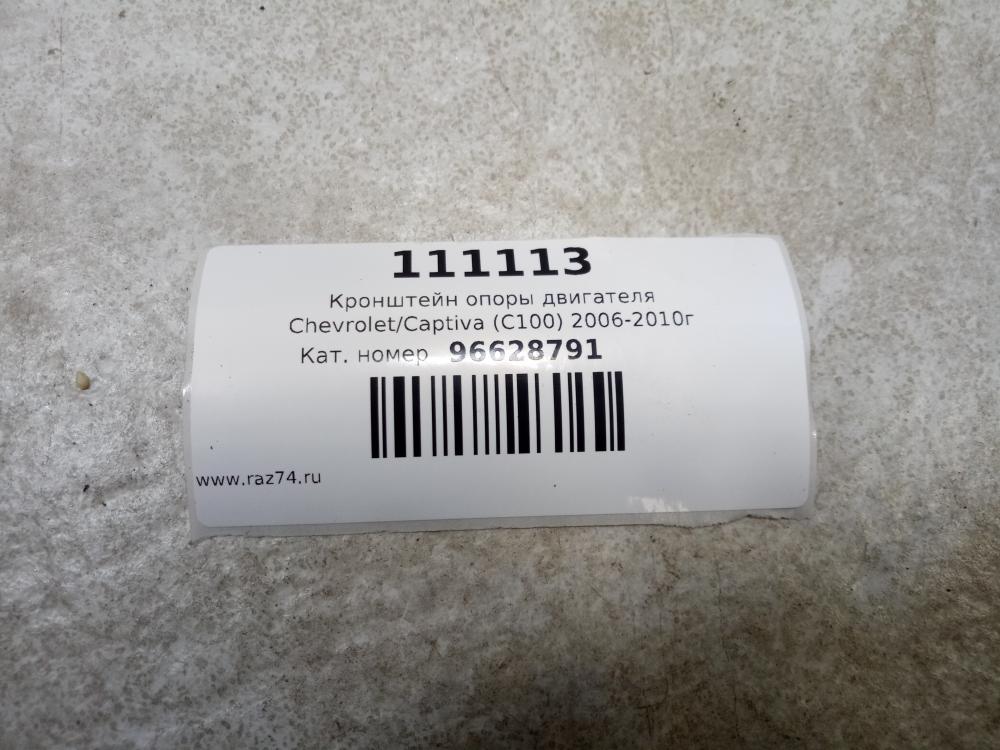 111113
Кронштейн опоры двигателя
Chevrolet/Captiva (C100) 2006-2010г
Кат. номер 96628791
www.raz74.ru